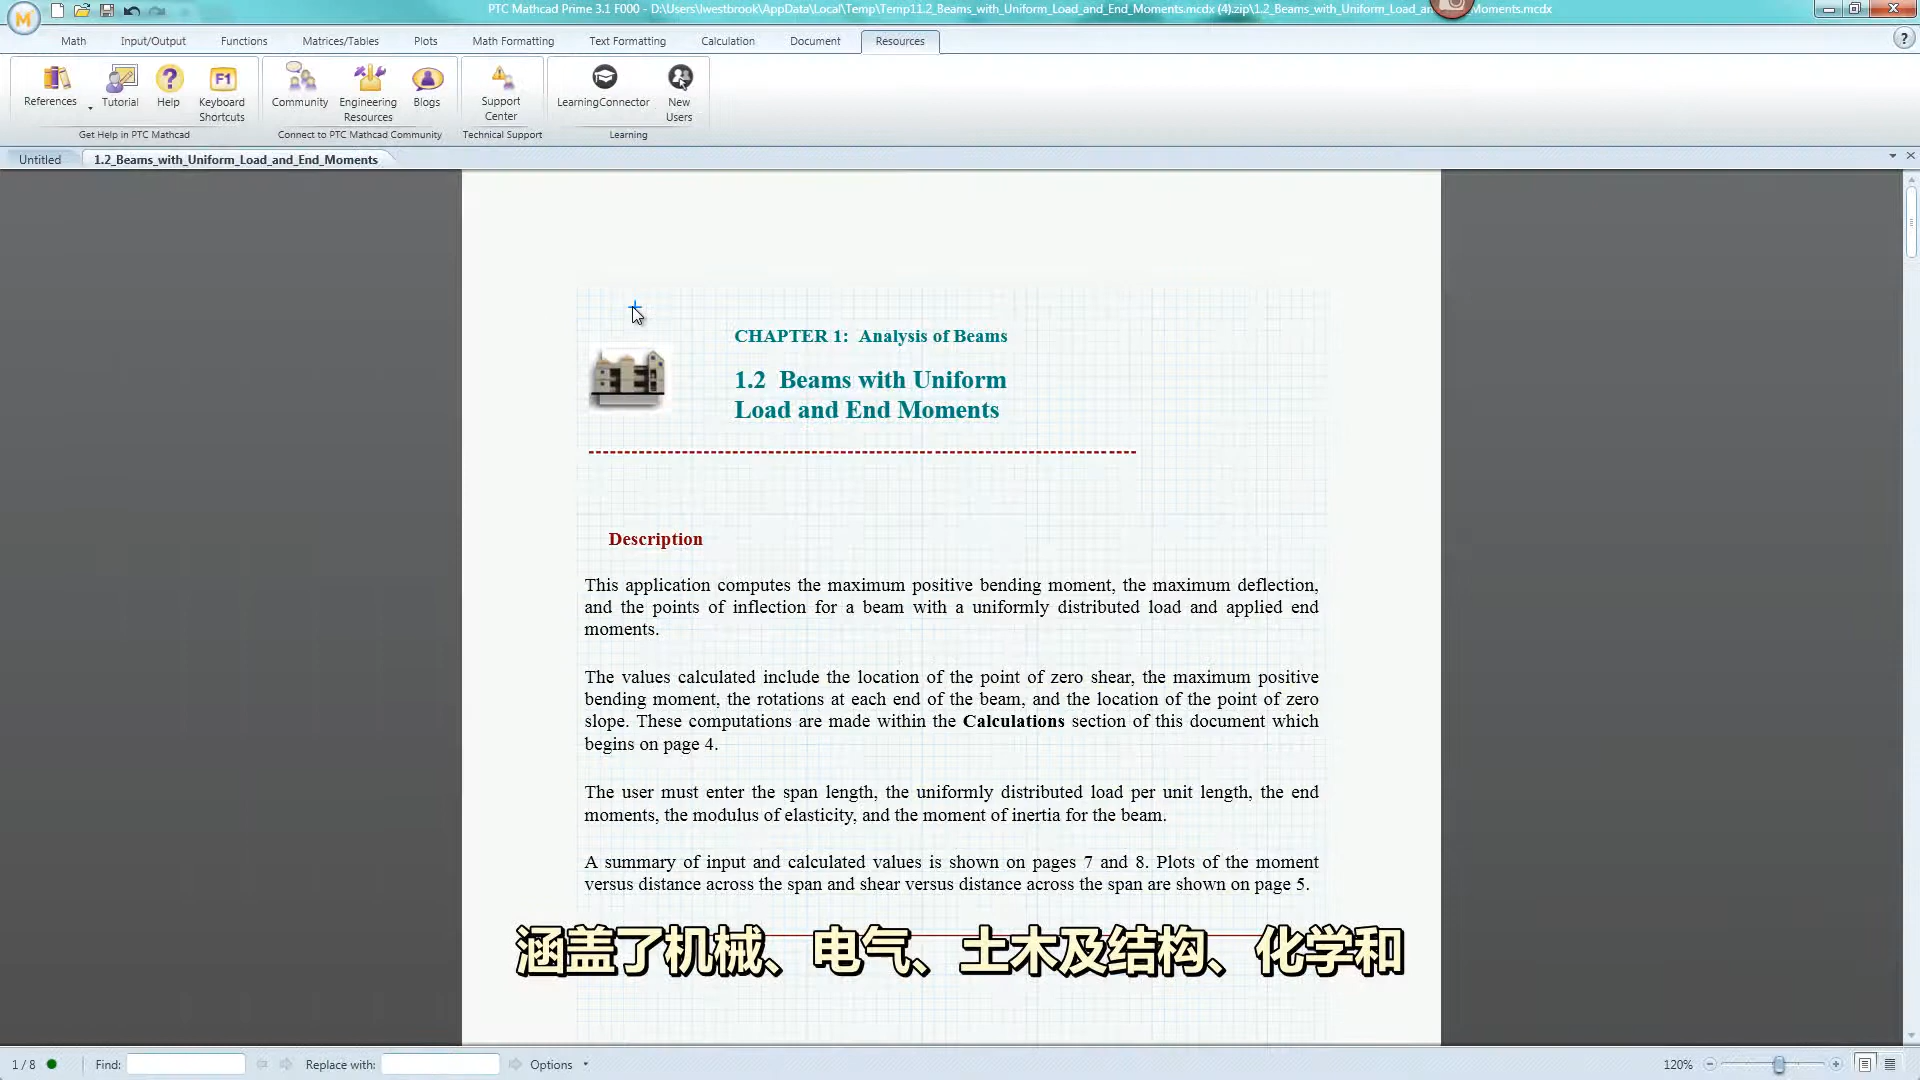 PTC Mathcad Prime 3.1 F000 - D:\Users\lwestbrook\AppData\Local\Temp\Temp11.2_Beams_with_Uniform_Load_and_End_Moments.mcdx (4).zip\1.2_Beams_with_Uniform_Load_and_ Moments.mcdx
Math Input/Output Functions Matrices/Tables Plots Math Formatting Text Formatting Calculation Document Resources
References Tutorial Help Keyboard Shortcuts Community Engineering Resources Blogs Support Center LearningConnector New Users
F1
Get Help in PTC Mathcad Connect to PTC Mathcad Community Technical Support Learning
Untitled 1.2_Beams_with_Uniform_Load_and_End_Moments
CHAPTER 1: Analysis of Beams
1.2 Beams with Uniform
Load and End Moments
Description
This application computes the maximum positive bending moment, the maximum deflection,
and the points of inflection for a beam with a uniformly distributed load and applied end
moments.
The values calculated include the location of the point of zero shear, the maximum positive
bending moment, the rotations at each end of the beam, and the location of the point of zero
slope. These computations are made within the Calculations section of this document which
begins on page 4.
The user must enter the span length, the uniformly distributed load per unit length, the end
moments, the modulus of elasticity, and the moment of inertia for the beam.
A summary of input and calculated values is shown on pages 7 and 8. Plots of the moment
versus distance across the span and shear versus distance across the span are shown on page 5.
涵盖了机械、电气、土木及结构、化学和
1 / 8 Find: Replace with: Options 120%